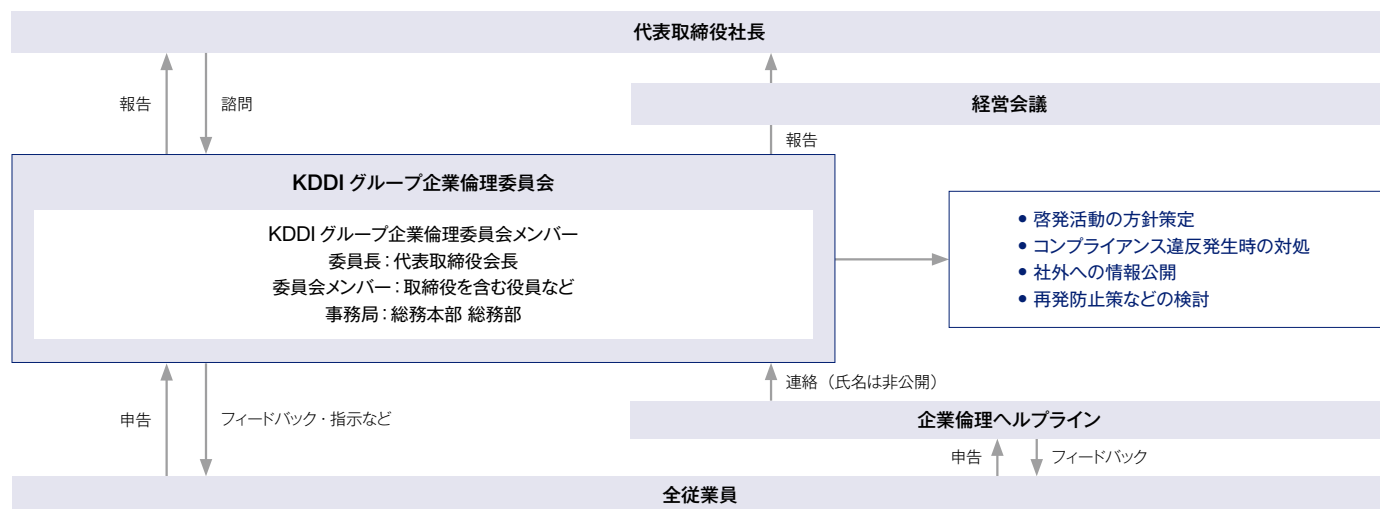 代表取締役社長
報告
諮問
経営会議
報告
KDDIグループ企業倫理委員会
KDDIグループ企業倫理委員会メンバー
委員長：代表取締役会長
委員会メンバー：取締役を含む役員など
事務局：総務本部 総務部
• 啓発活動の方針策定
• コンプライアンス違反発生時の対処
• 社外への情報公開
• 再発防止策などの検討
申告
フィードバック・指示など
連絡（氏名は非公開）
企業倫理ヘルプライン
申告
フィードバック
全従業員